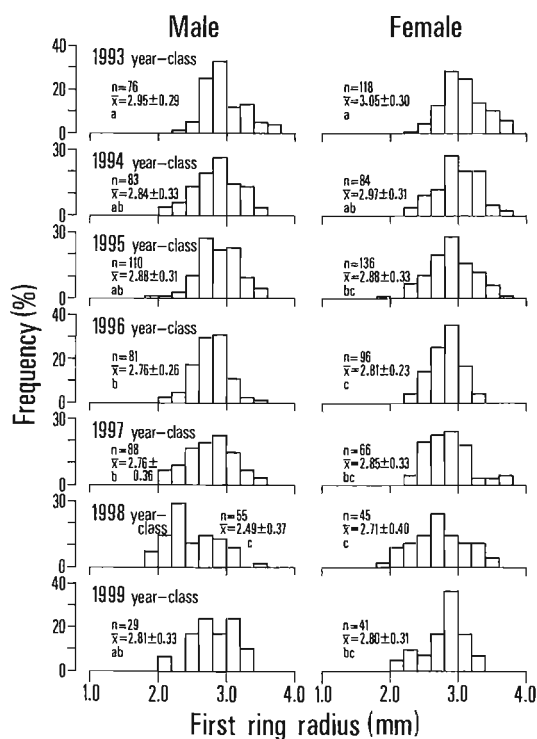 Male Female
Frequency (%)
40
20
0
1993 year-class
n=76
x̅=2.95±0.29
a
n=118
x̅=3.05±0.30
a
30
0
1994 year-class
n=83
x̅=2.84±0.33
ab
n=84
x̅=2.97±0.31
ab
30
0
1995 year-class
n=110
x̅=2.88±0.31
ab
n=136
x̅=2.88±0.33
bc
40
20
0
1996 year-class
n=81
x̅=2.76±0.26
b
n=96
x̅=2.81±0.23
c
30
0
1997 year-class
n=88
x̅=2.76±
b 0.36
n=66
x̅=2.85±0.33
bc
30
0
1998 year-
class
n=55
x̅=2.49±0.37
c
n=45
x̅=2.71±0.40
c
40
20
0
1999 year-class
n=29
x̅=2.81±0.33
ab
n=41
x̅=2.80±0.31
bc
1.0 2.0 3.0 4.0 1.0 2.0 3.0 4.0
First ring radius (mm)